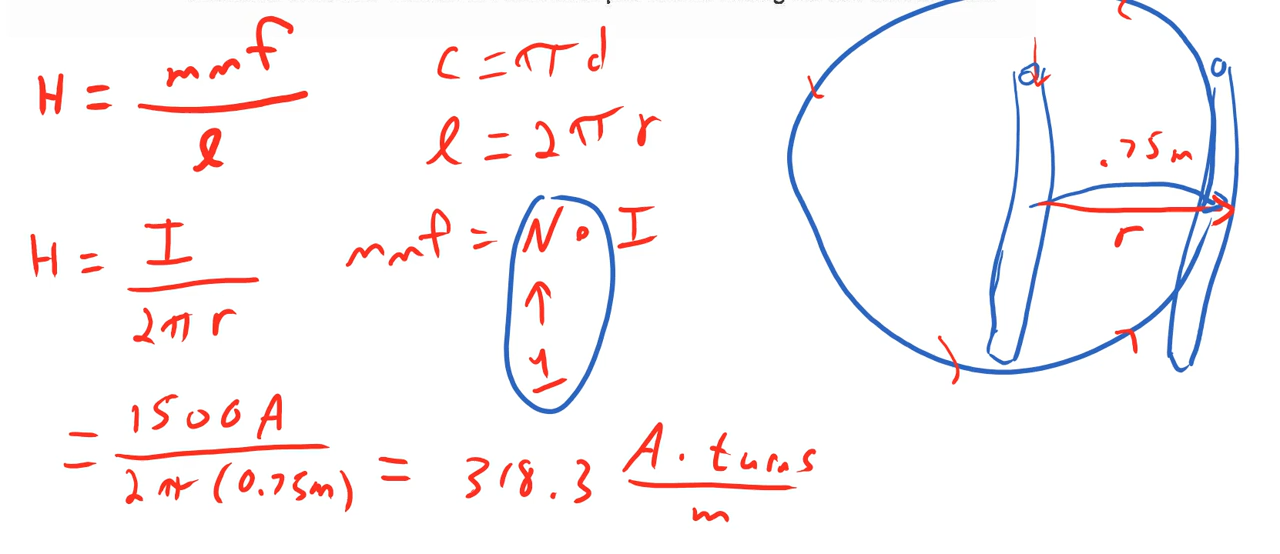 H = mmf / l
C = πd
l = 2πr
H = I / 2πr
mmf = N · I
↑
1
= 1500A / 2π(0.75m) = 318.3 A. turns / m
.75m
r